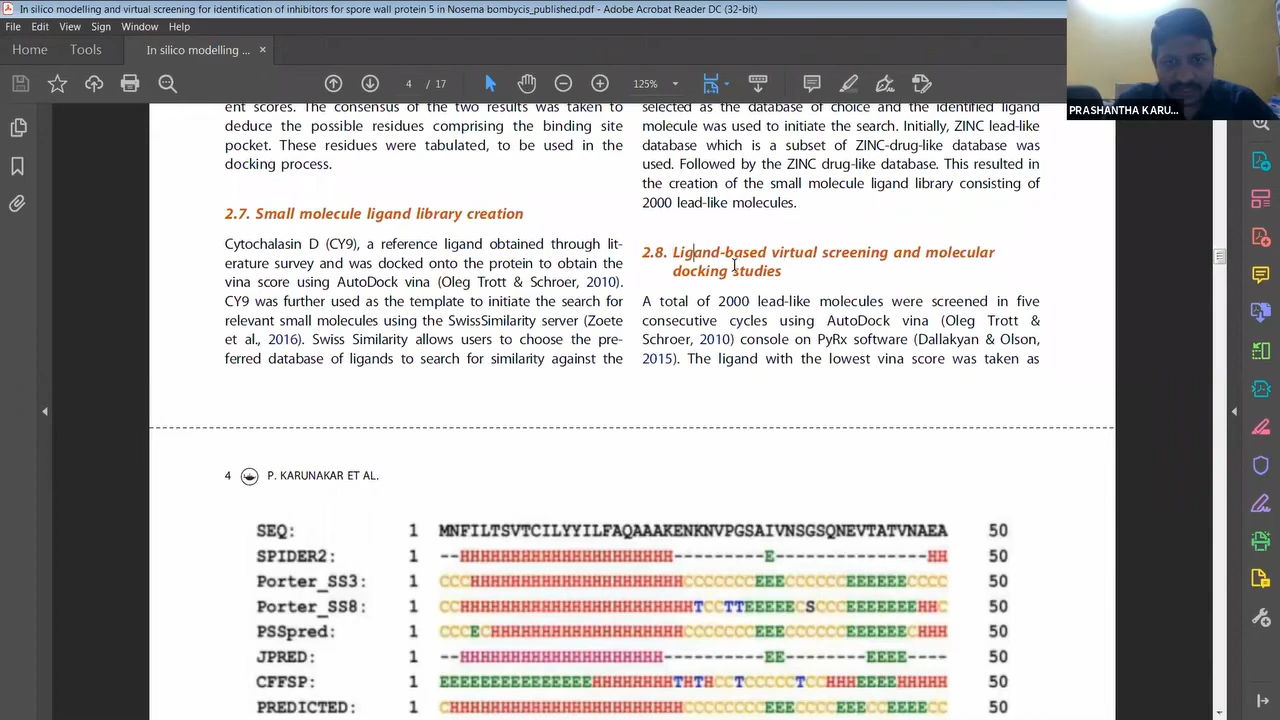 In silico modelling and virtual screening for identification of inhibitors for spore wall protein 5 in Nosema bombycis_published.pdf - Adobe Acrobat Reader DC (32-bit)
File Edit View Sign Window Help
Home Tools In silico modelling ... ×
4 / 17 125%
PRASHANTHA KARU...
ent scores. The consensus of the two results was taken to
deduce the possible residues comprising the binding site
pocket. These residues were tabulated, to be used in the
docking process.
2.7. Small molecule ligand library creation
Cytochalasin D (CY9), a reference ligand obtained through lit-
erature survey and was docked onto the protein to obtain the
vina score using AutoDock vina (Oleg Trott & Schroer, 2010).
CY9 was further used as the template to initiate the search for
relevant small molecules using the SwissSimilarity server (Zoete
et al., 2016). Swiss Similarity allows users to choose the pre-
ferred database of ligands to search for similarity against the
selected as the database of choice and the identified ligand
molecule was used to initiate the search. Initially, ZINC lead-like
database which is a subset of ZINC-drug-like database was
used. Followed by the ZINC drug-like database. This resulted in
the creation of the small molecule ligand library consisting of
2000 lead-like molecules.
2.8. Ligand-based virtual screening and molecular
docking studies
A total of 2000 lead-like molecules were screened in five
consecutive cycles using AutoDock vina (Oleg Trott &
Schroer, 2010) console on PyRx software (Dallakyan & Olson,
2015). The ligand with the lowest vina score was taken as
4 P. KARUNAKAR ET AL.
SEQ: 1 MNFILTSVTCILYYILFAQAAAKENKNVPGSAIVNSGSQNEVTATVNAEA 50
SPIDER2: 1 --HHHHHHHHHHHHHHHHHHHHH--------E---------------HH 50
Porter_SS3: 1 CCCHHHHHHHHHHHHHHHHHHHHHCCCCCCCEEECCCCCCEEEEEECCCC 50
Porter_SS8: 1 CCHHHHHHHHHHHHHHHHHHHHHHHTCCTTEEEEECSCCCEEEEEEEHHC 50
PSSpred: 1 CCCECHHHHHHHHHHHHHHHHHHHCCCCCCCEEECCCCCCEEEEEEECHHH 50
JPRED: 1 --HHHHHHHHHHHHHHHHHHHH----------EE--------EEEE---- 50
CFFSP: 1 EEEEEEEEEEEEEEEHHHHHHHHTHTHCCTCCCCCTCCHHHEEEEHHHHH 50
PREDICTED: 1 CHHHHHHHHHHHHHHHHHHHHHHHCCCCCCCCEEECCCCEEECCEEEECC 50